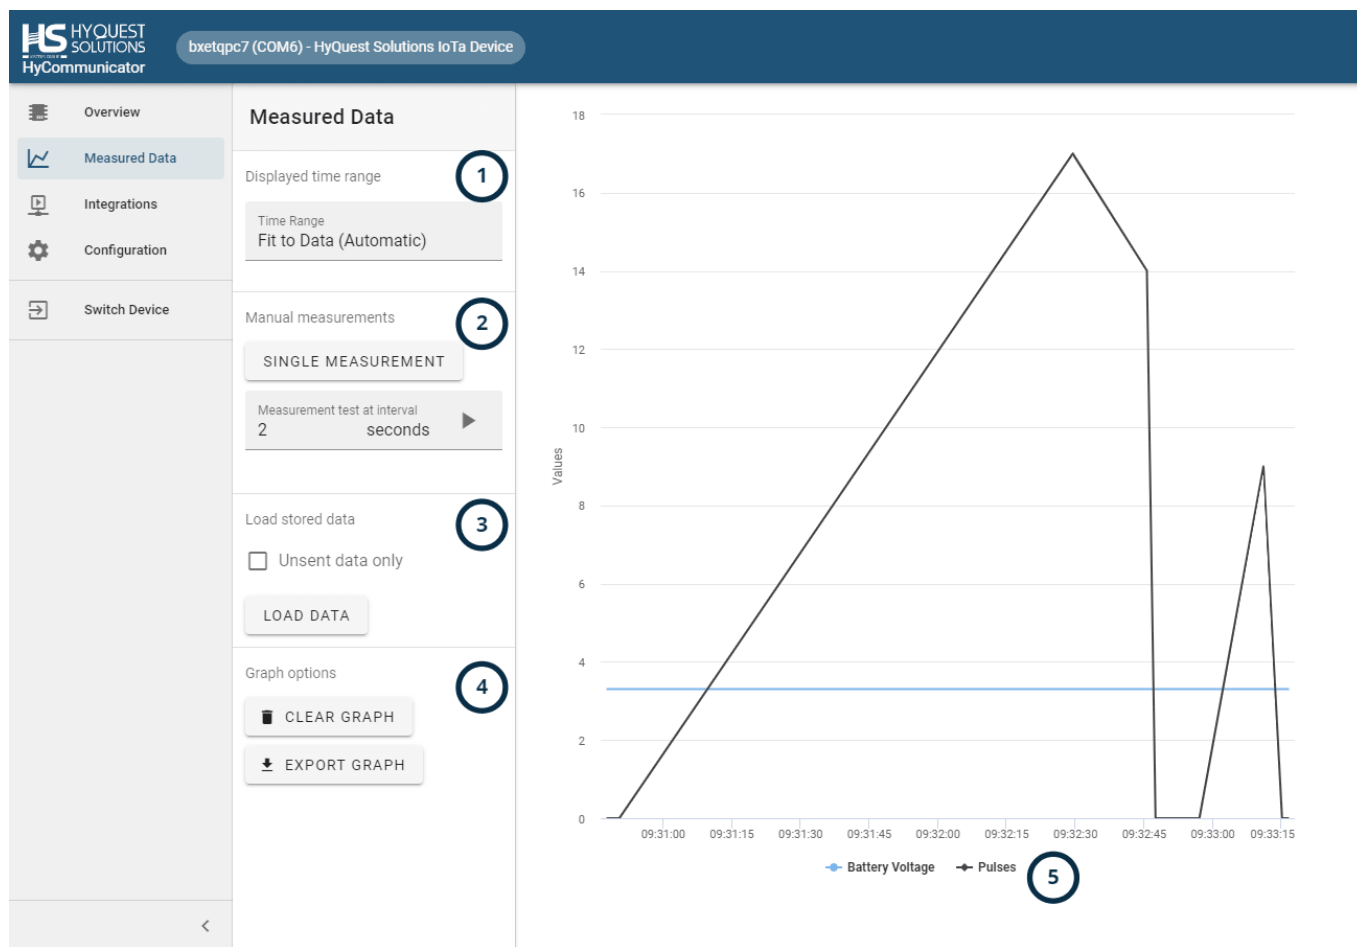 HS HYQUEST
SOLUTIONS
HyCommunicator
bxetqpc7 (COM6) - HyQuest Solutions IoTa Device
Overview
Measured Data
Integrations
Configuration
Switch Device
Measured Data
Displayed time range
1
Time Range
Fit to Data (Automatic)
Manual measurements
2
SINGLE MEASUREMENT
Measurement test at interval
2 seconds
Load stored data
3
Unsent data only
LOAD DATA
Graph options
4
CLEAR GRAPH
EXPORT GRAPH
Values
18
16
14
12
10
8
6
4
2
0
09:31:00 09:31:15 09:31:30 09:31:45 09:32:00 09:32:15 09:32:30 09:32:45 09:33:00 09:33:15
Battery Voltage Pulses
5